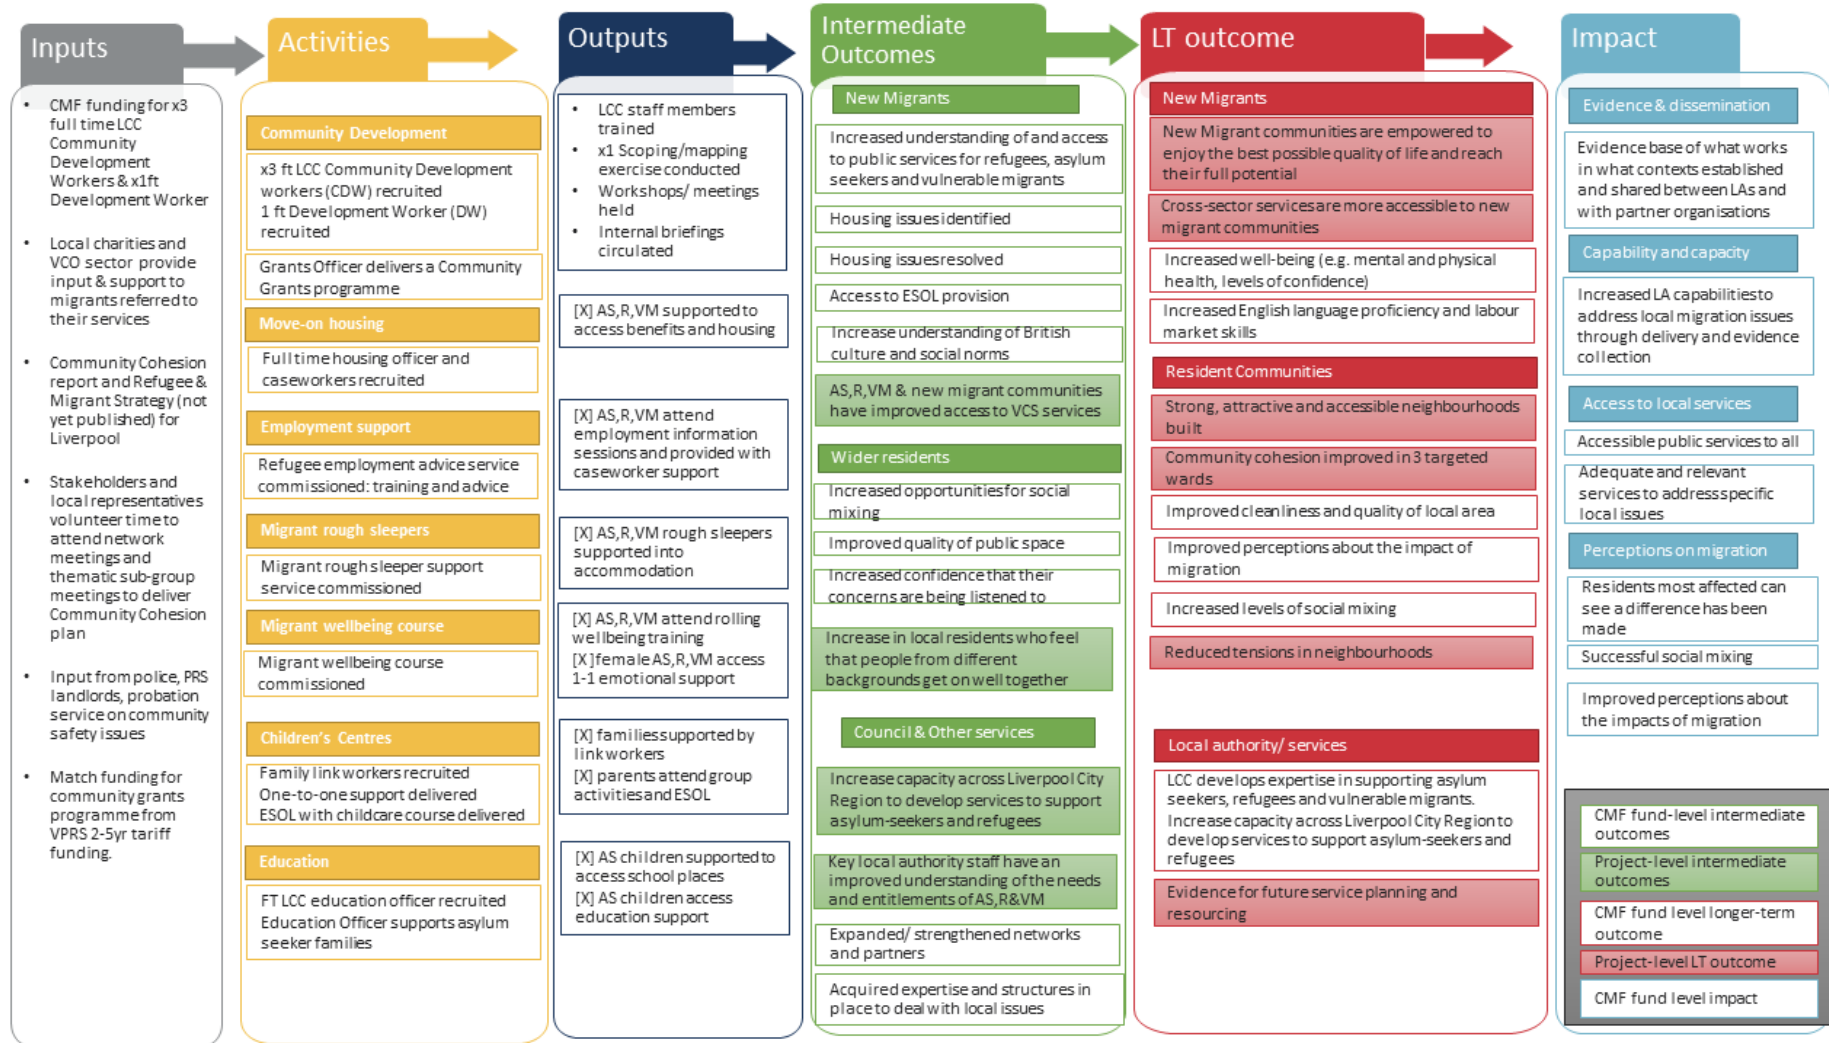 Inputs
CMF funding for x3
full time LCC
Community
Development
Workers & x1ft
Development Worker
Local charities and
VCO sector provide
input & support to
migrants referred to
their services
Community Cohesion
report and Refugee &
Migrant Strategy (not
yet published) for
Liverpool
Stakeholders and
local representatives
volunteer time to
attend network
meetings and
thematic sub-group
meetings to deliver
Community Cohesion
plan
Input from police, PRS
landlords, probation
service on community
safety issues
Match funding for
community grants
programme from
VPRS 2-5yr tariff
funding.
Activities
Community Development
x3 ft LCC Community Development
workers (CDW) recruited
1 ft Development Worker (DW)
recruited
Grants Officer delivers a Community
Grants programme
Move-on housing
Full time housing officer and
caseworkers recruited
Employment support
Refugee employment advice service
commissioned: training and advice
Migrant rough sleepers
Migrant rough sleeper support
service commissioned
Migrant wellbeing course
Migrant wellbeing course
commissioned
Children's Centres
Family link workers recruited
One-to-one support delivered
ESOL with childcare course delivered
Education
FT LCC education officer recruited
Education Officer supports asylum
seeker families
Outputs
LCC staff members
trained
x1 Scoping/mapping
exercise conducted
Workshops/ meetings
held
Internal briefings
circulated
[X] AS,R,VM supported to
access benefits and housing
[X] AS,R,VM attend
employment information
sessions and provided with
caseworker support
[X] AS,R,VM rough sleepers
supported into
accommodation
[X] AS,R,VM attend rolling
wellbeing training
[X]female AS,R,VM access
1-1 emotional support
[X] families supported by
link workers
[X] parents attend group
activities and ESOL
[X] AS children supported to
access school places
[X] AS children access
education support
Intermediate
Outcomes
New Migrants
Increased understanding of and access
to public services for refugees, asylum
seekers and vulnerable migrants
Housing issues identified
Housing issues resolved
Access to ESOL provision
Increase understanding of British
culture and social norms
AS,R,VM & new migrant communities
have improved access to VCS services
Wider residents
Increased opportunities for social
mixing
Improved quality of public space
Increased confidence that their
concerns are being listened to
Increase in local residents who feel
that people from different
backgrounds get on well together
Council & Other services
Increase capacity across Liverpool City
Region to develop services to support
asylum-seekers and refugees
Key local authority staff have an
improved understanding of the needs
and entitlements of AS,R&VM
Expanded/ strengthened networks
and partners
Acquired expertise and structures in
place to deal with local issues
LT outcome
New Migrants
New Migrant communities are empowered to
enjoy the best possible quality of life and reach
their full potential
Cross-sector services are more accessible to new
migrant communities
Increased well-being (e.g. mental and physical
health, levels of confidence)
Increased English language proficiency and labour
market skills
Resident Communities
Strong, attractive and accessible neighbourhoods
built
Community cohesion improved in 3 targeted
wards
Improved cleanliness and quality of local area
Improved perceptions about the impact of
migration
Increased levels of social mixing
Reduced tensions in neighbourhoods
Local authority/ services
LCC develops expertise in supporting asylum
seekers, refugees and vulnerable migrants.
Increase capacity across Liverpool City Region to
develop services to support asylum-seekers and
refugees
Evidence for future service planning and
resourcing
Impact
Evidence & dissemination
Evidence base of what works
in what contexts established
and shared between LAs and
with partner organisations
Capability and capacity
Increased LA capabilities to
address local migration issues
through delivery and evidence
collection
Access to local services
Accessible public services to all
Adequate and relevant
services to address specific
local issues
Perceptions on migration
Residents most affected can
see a difference has been
made
Successful social mixing
Improved perceptions about
the impacts of migration
CMF fund-level intermediate
outcomes
Project-level intermediate
outcomes
CMF fund level longer-term
outcome
Project-level LT outcome
CMF fund level impact